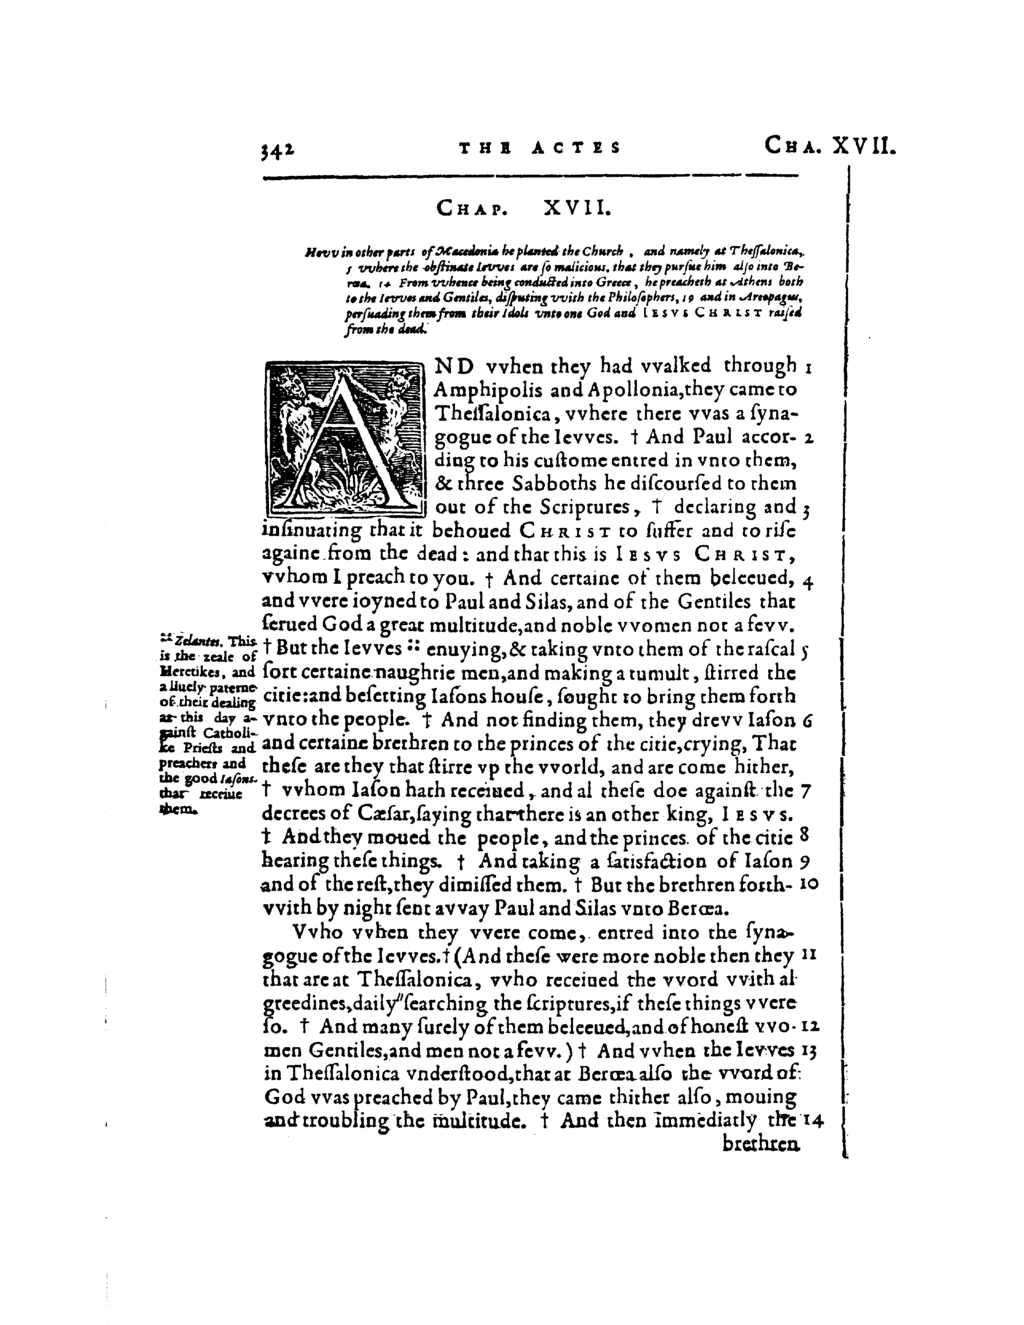 342 THE ACTES CHA. XVII.
CHAP. XVII.
Hovv in other parts of Macedonia he planted the Church, and namely at Theſſalonica,
5 vvhere the obſtinate Ievves are ſo malicious, that they purſue him alſo into Be-
rœa. 14 From vvhence being conducted into Greece, he preacheth at Athens both
to the Ievves and Gentiles, diſputing vvith the Philoſophers, 19 and in Areopagus,
perſuading them from their Idols vnto one God and IESVS CHRIST raiſed
from the dead.
AND vvhen they had vvalked through 1
Amphipolis and Apollonia, they came to
Theſſalonica, vvhere there vvas a ſyna-
gogue of the Ievves. † And Paul accor- 2
ding to his cuſtome entred in vnto them,
& three Sabboths he diſcourſed to them
out of the Scriptures, † declaring and 3
inſinuating that it behoued CHRIST to ſuffer and to riſe
againe from the dead: and that this is IESVS CHRIST,
vvhom I preach to you. † And certaine of them beleeued, 4
and vvere ioyned to Paul and Silas, and of the Gentiles that
ſerued God a great multitude, and noble vvomen not a fevv.
† But the Ievves :: enuying, & taking vnto them of the raſcal 5
ſort certaine naughtie men, and making a tumult, ſtirred the
citie: and beſetting Iaſons houſe, ſought to bring them forth
vnto the people. † And not finding them, they drevv Iaſon 6
and certaine brethren to the princes of the citie, crying, That
theſe are they that ſtirre vp the vvorld, and are come hither,
† vvhom Iaſon hath receiued, and al theſe doe againſt the 7
decrees of Cæſar, ſaying that there is an other king, IESVS.
† And they moued the people, and the princes of the citie 8
hearing theſe things. † And taking a ſatisfaction of Iaſon 9
and of the reſt, they dimiſſed them. † But the brethren forth- 10
vvith by night ſent avvay Paul and Silas vnto Berœa.
Vvho vvhen they vvere come, entred into the ſyna-
gogue of the Ievves. † (And theſe were more noble then they 11
that are at Theſſalonica, vvho receiued the vvord vvith al
greedines, daily "ſearching the ſcriptures, if theſe things vvere
ſo. † And many ſurely of them beleeued, and of honeſt vvo- 12
men Gentiles, and men not a fevv.) † And vvhen the Ievves 13
in Theſſalonica vnderſtood, that at Berœa alſo the vvord of
God vvas preached by Paul, they came thither alſo, mouing
and troubling the multitude. † And then immediatly the 14
brethren
:: Zelantes. This
is the zeale of
Heretikes, and
a liuely paterne
of their dealing
at this day a-
gainſt Catholi-
ke Prieſts and
preachers and
the good Iaſons
that receiue
them.